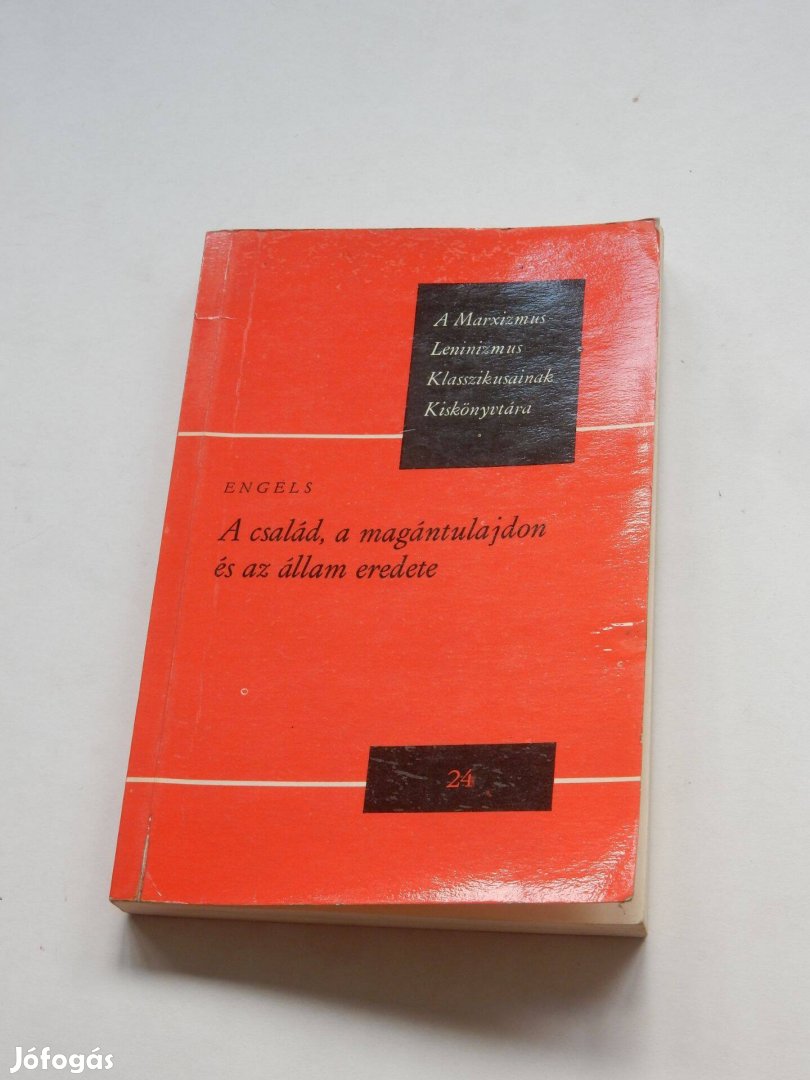 A Marxizmus
Leninizmus
Klasszikusainak
Kiskönyvtára
ENGELS
A család, a magántulajdon
és az állam eredete
24
Jófogás